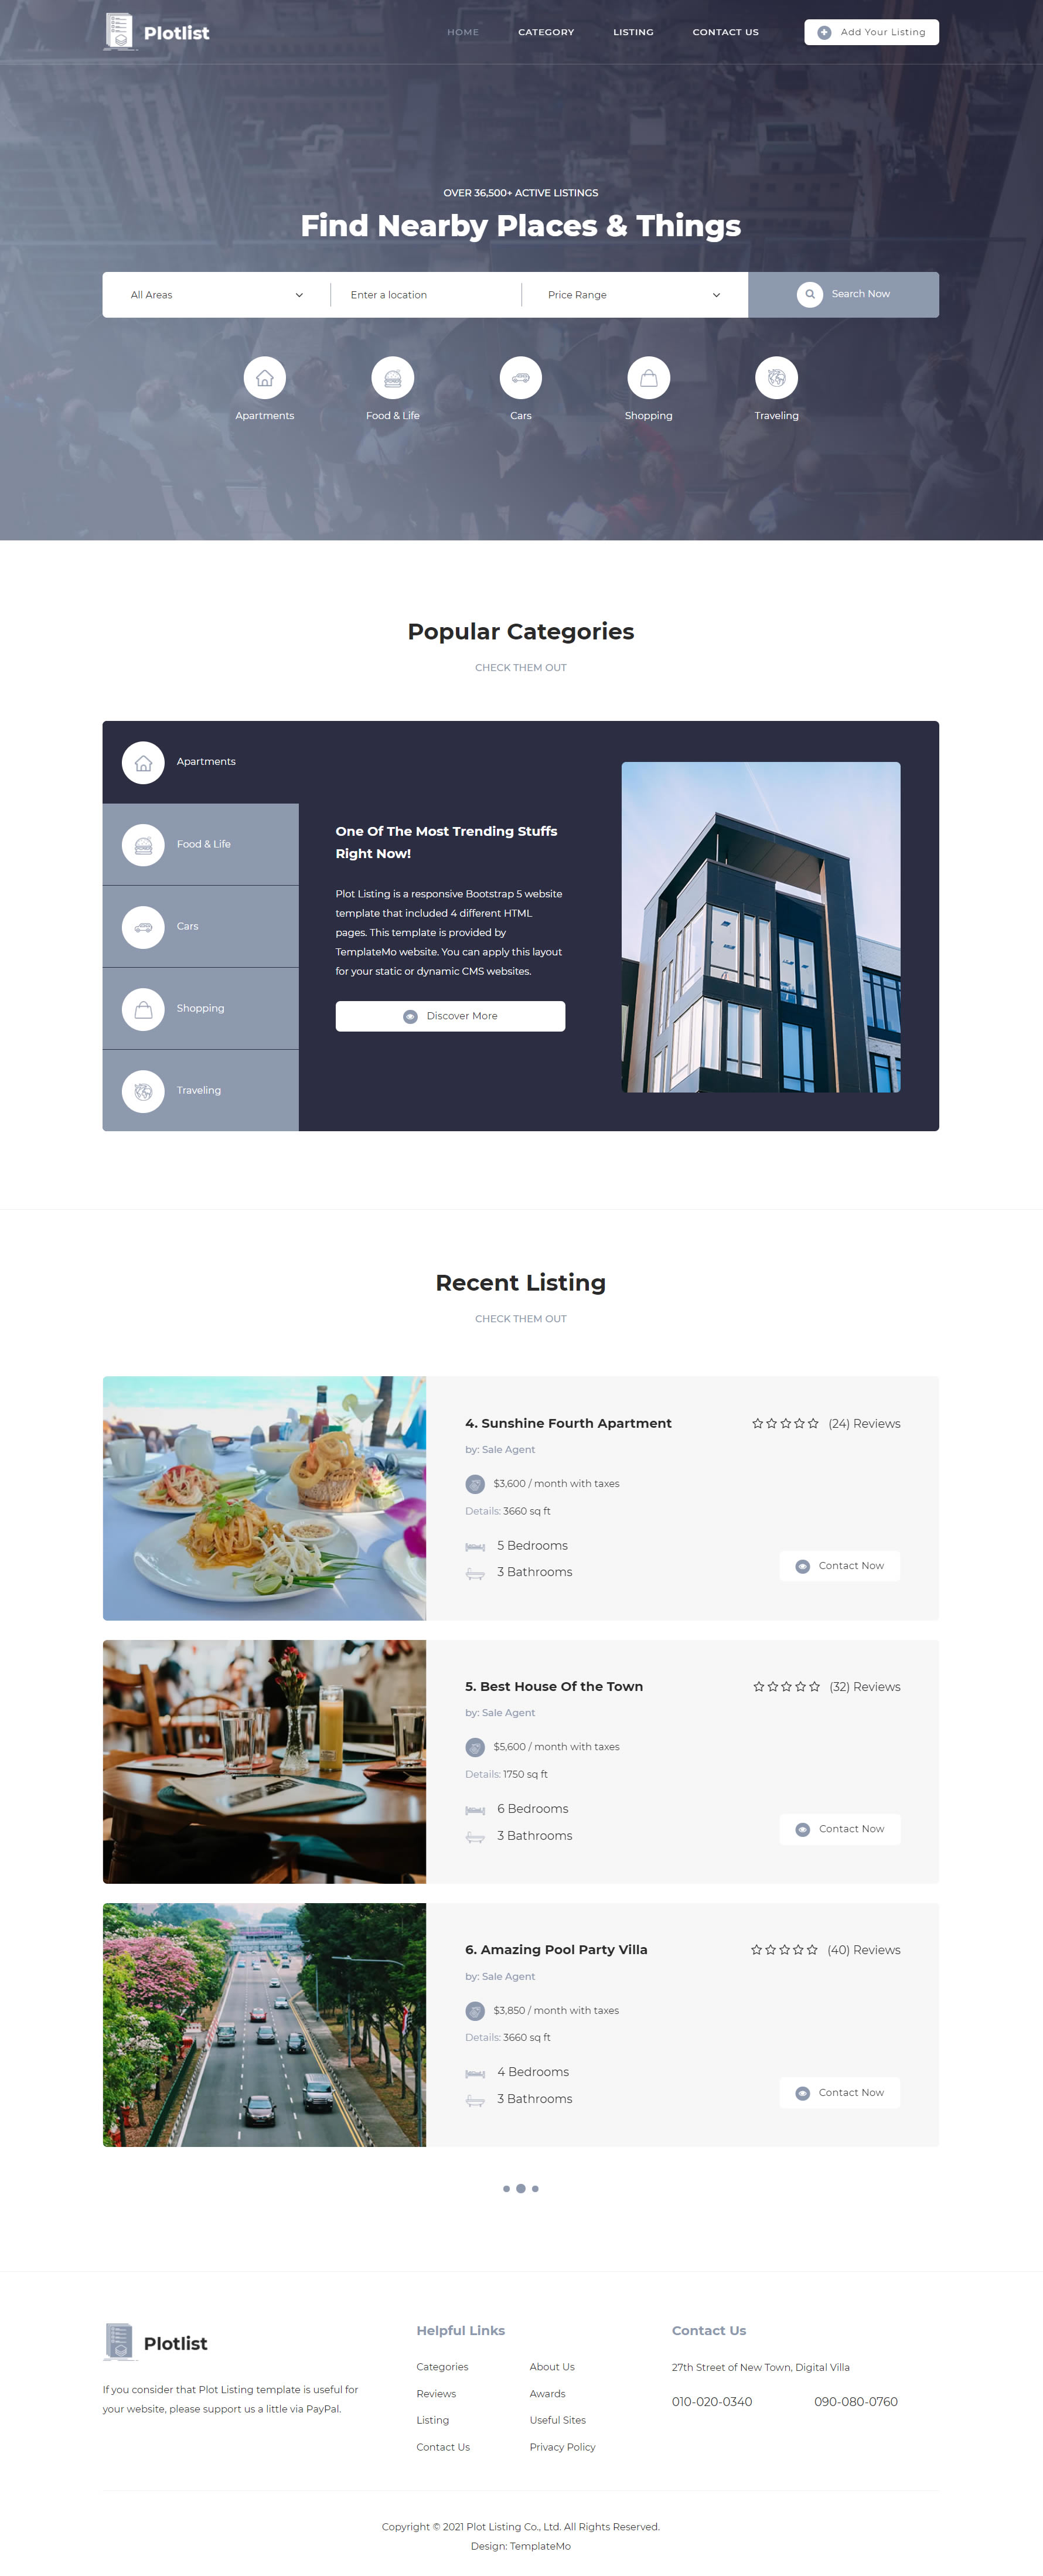 Plotlist
HOME
CATEGORY
LISTING
CONTACT US
Add Your Listing
OVER 36,500+ ACTIVE LISTINGS
Find Nearby Places & Things
All Areas
Enter a location
Price Range
Search Now
Apartments
Food & Life
Cars
Shopping
Traveling
Popular Categories
CHECK THEM OUT
Apartments
Food & Life
Cars
Shopping
Traveling
One Of The Most Trending Stuffs
Right Now!
Plot Listing is a responsive Bootstrap 5 website
template that included 4 different HTML
pages. This template is provided by
TemplateMo website. You can apply this layout
for your static or dynamic CMS websites.
Discover More
Recent Listing
CHECK THEM OUT
4. Sunshine Fourth Apartment
(24) Reviews
by: Sale Agent
$3,600 / month with taxes
Details: 3660 sq ft
5 Bedrooms
3 Bathrooms
Contact Now
5. Best House Of the Town
(32) Reviews
by: Sale Agent
$5,600 / month with taxes
Details: 1750 sq ft
6 Bedrooms
3 Bathrooms
Contact Now
6. Amazing Pool Party Villa
(40) Reviews
by: Sale Agent
$3,850 / month with taxes
Details: 3660 sq ft
4 Bedrooms
3 Bathrooms
Contact Now
Plotlist
If you consider that Plot Listing template is useful for
your website, please support us a little via PayPal.
Helpful Links
Categories
Reviews
Listing
Contact Us
About Us
Awards
Useful Sites
Privacy Policy
Contact Us
27th Street of New Town, Digital Villa
010-020-0340
090-080-0760
Copyright © 2021 Plot Listing Co., Ltd. All Rights Reserved.
Design: TemplateMo